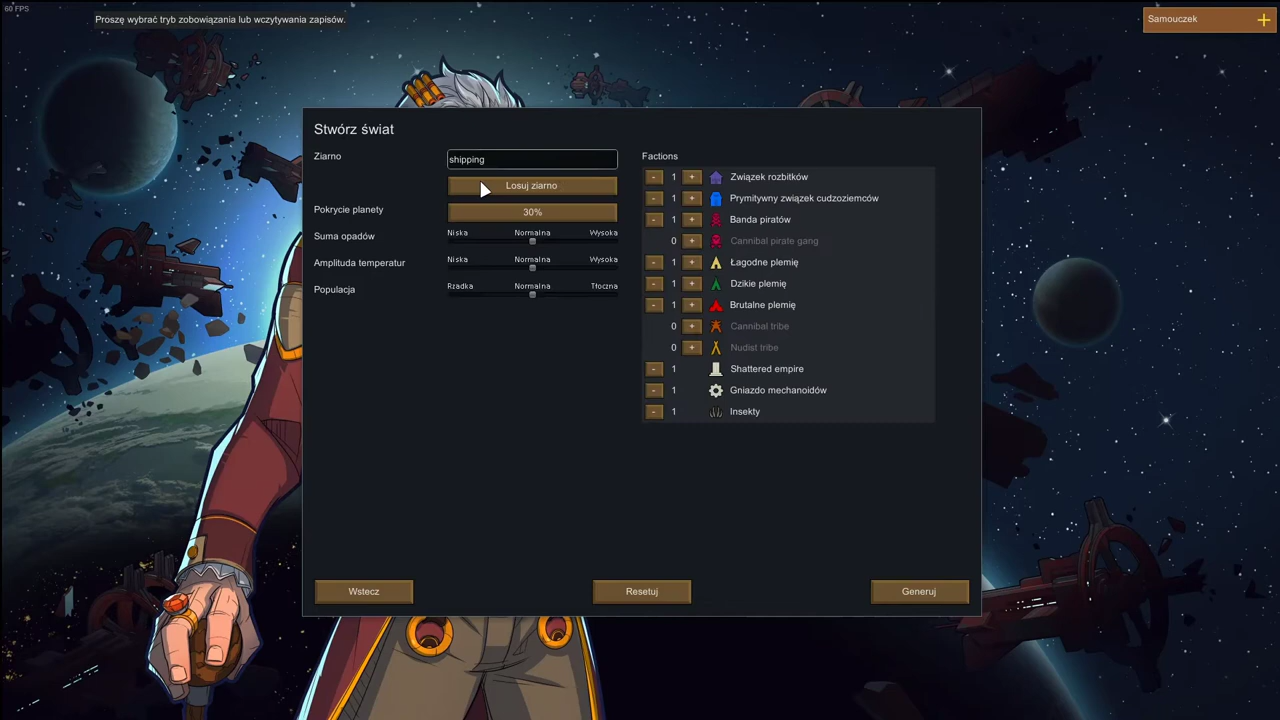 60 FPS
Proszę wybrać tryb zobowiązania lub wczytywania zapisów.
Samouczek
Stwórz świat
Ziarno
shipping
Losuj ziarno
Pokrycie planety
30%
Suma opadów
Niska Normalna Wysoka
Amplituda temperatur
Niska Normalna Wysoka
Populacja
Rzadka Normalna Tłoczna
Factions
- 1 + Związek rozbitków
- 1 + Prymitywny związek cudzoziemców
- 1 + Banda piratów
0 + Cannibal pirate gang
- 1 + Łagodne plemię
- 1 + Dzikie plemię
- 1 + Brutalne plemię
0 + Cannibal tribe
0 + Nudist tribe
- 1 Shattered empire
- 1 Gniazdo mechanoidów
- 1 Insekty
Wstecz
Resetuj
Generuj